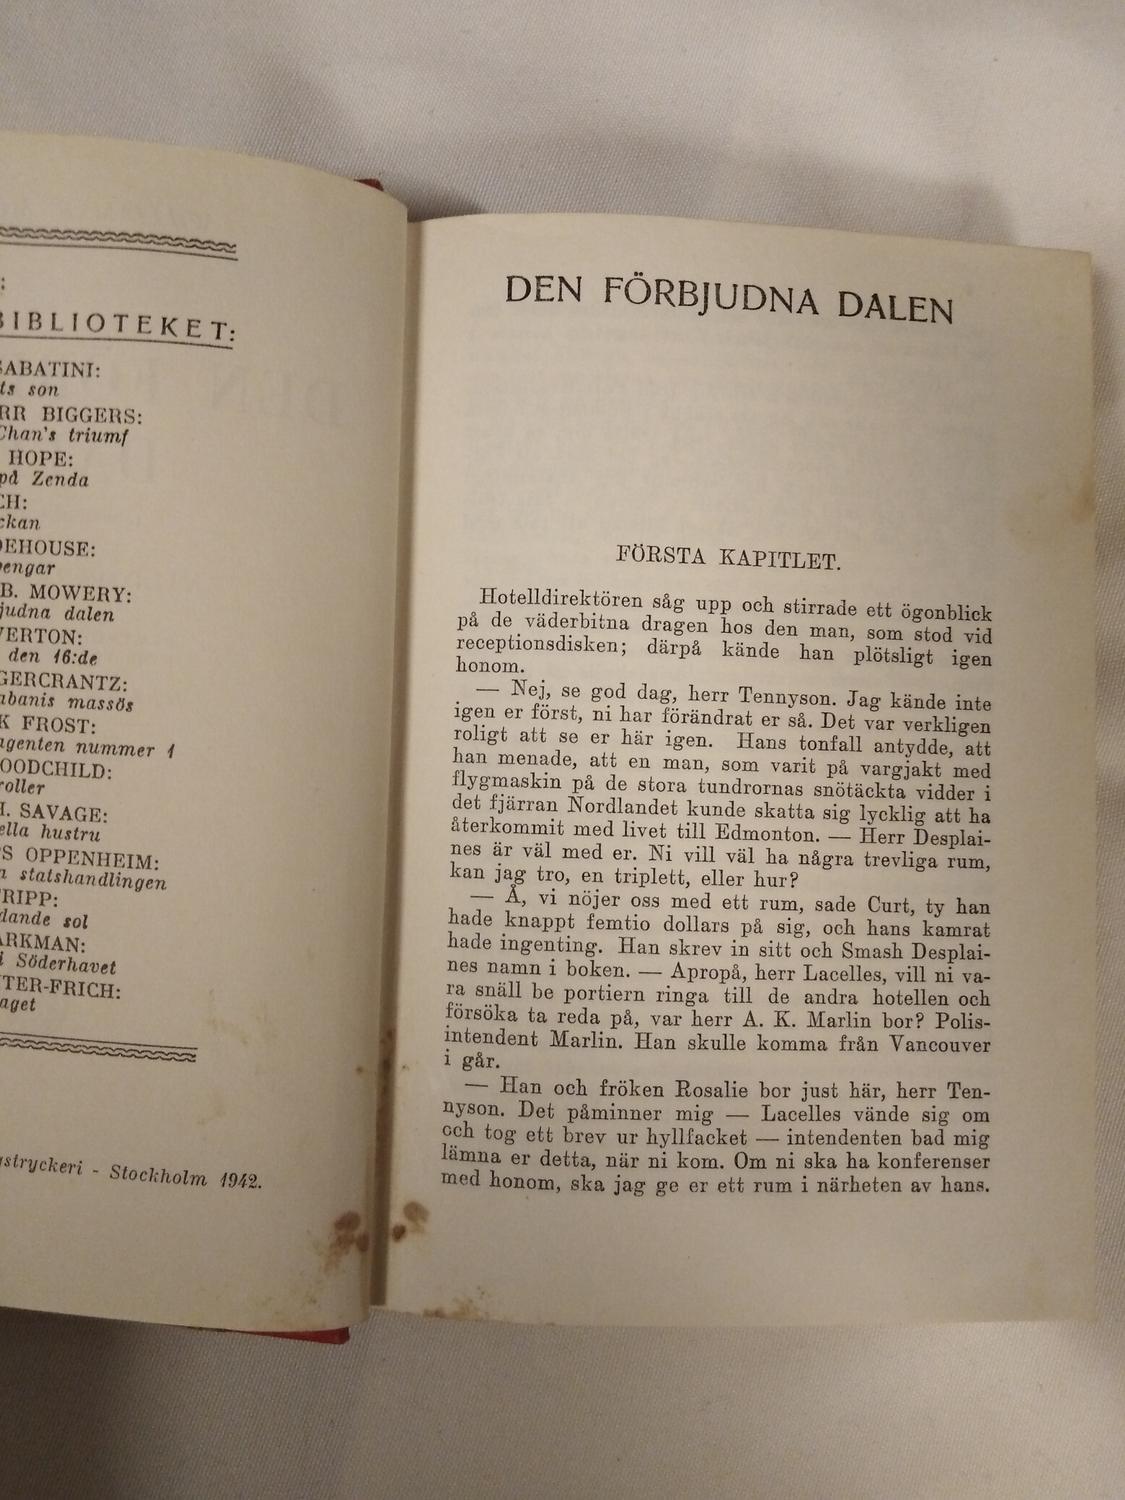 :
BIBLIOTEKET:
SABATINI:
ts son
RR BIGGERS:
Chan's triumf
HOPE:
på Zenda
CH:
ckan
DEHOUSE:
pengar
B. MOWERY:
judna dalen
VERTON:
den 16:de
GERCRANTZ:
abanis massös
K FROST:
agenten nummer 1
OODCHILD:
roller
H. SAVAGE:
ella hustru
PS OPPENHEIM:
n statshandlingen
TRIPP:
dande sol
ARKMAN:
i Söderhavet
TER-FRICH:
aget
stryckeri - Stockholm 1942.
DEN FÖRBJUDNA DALEN
FÖRSTA KAPITLET.
Hotelldirektören såg upp och stirrade ett ögonblick
på de väderbitna dragen hos den man, som stod vid
receptionsdisken; därpå kände han plötsligt igen
honom.
— Nej, se god dag, herr Tennyson. Jag kände inte
igen er först, ni har förändrat er så. Det var verkligen
roligt att se er här igen. Hans tonfall antydde, att
han menade, att en man, som varit på vargjakt med
flygmaskin på de stora tundrornas snötäckta vidder i
det fjärran Nordlandet kunde skatta sig lycklig att ha
återkommit med livet till Edmonton. — Herr Desplai-
nes är väl med er. Ni vill väl ha några trevliga rum,
kan jag tro, en triplett, eller hur?
— Å, vi nöjer oss med ett rum, sade Curt, ty han
hade knappt femtio dollars på sig, och hans kamrat
hade ingenting. Han skrev in sitt och Smash Desplai-
nes namn i boken. — Apropå, herr Lacelles, vill ni va-
ra snäll be portiern ringa till de andra hotellen och
försöka ta reda på, var herr A. K. Marlin bor? Polis-
intendent Marlin. Han skulle komma från Vancouver
i går.
— Han och fröken Rosalie bor just här, herr Ten-
nyson. Det påminner mig — Lacelles vände sig om
och tog ett brev ur hyllfacket — intendenten bad mig
lämna er detta, när ni kom. Om ni ska ha konferenser
med honom, ska jag ge er ett rum i närheten av hans.